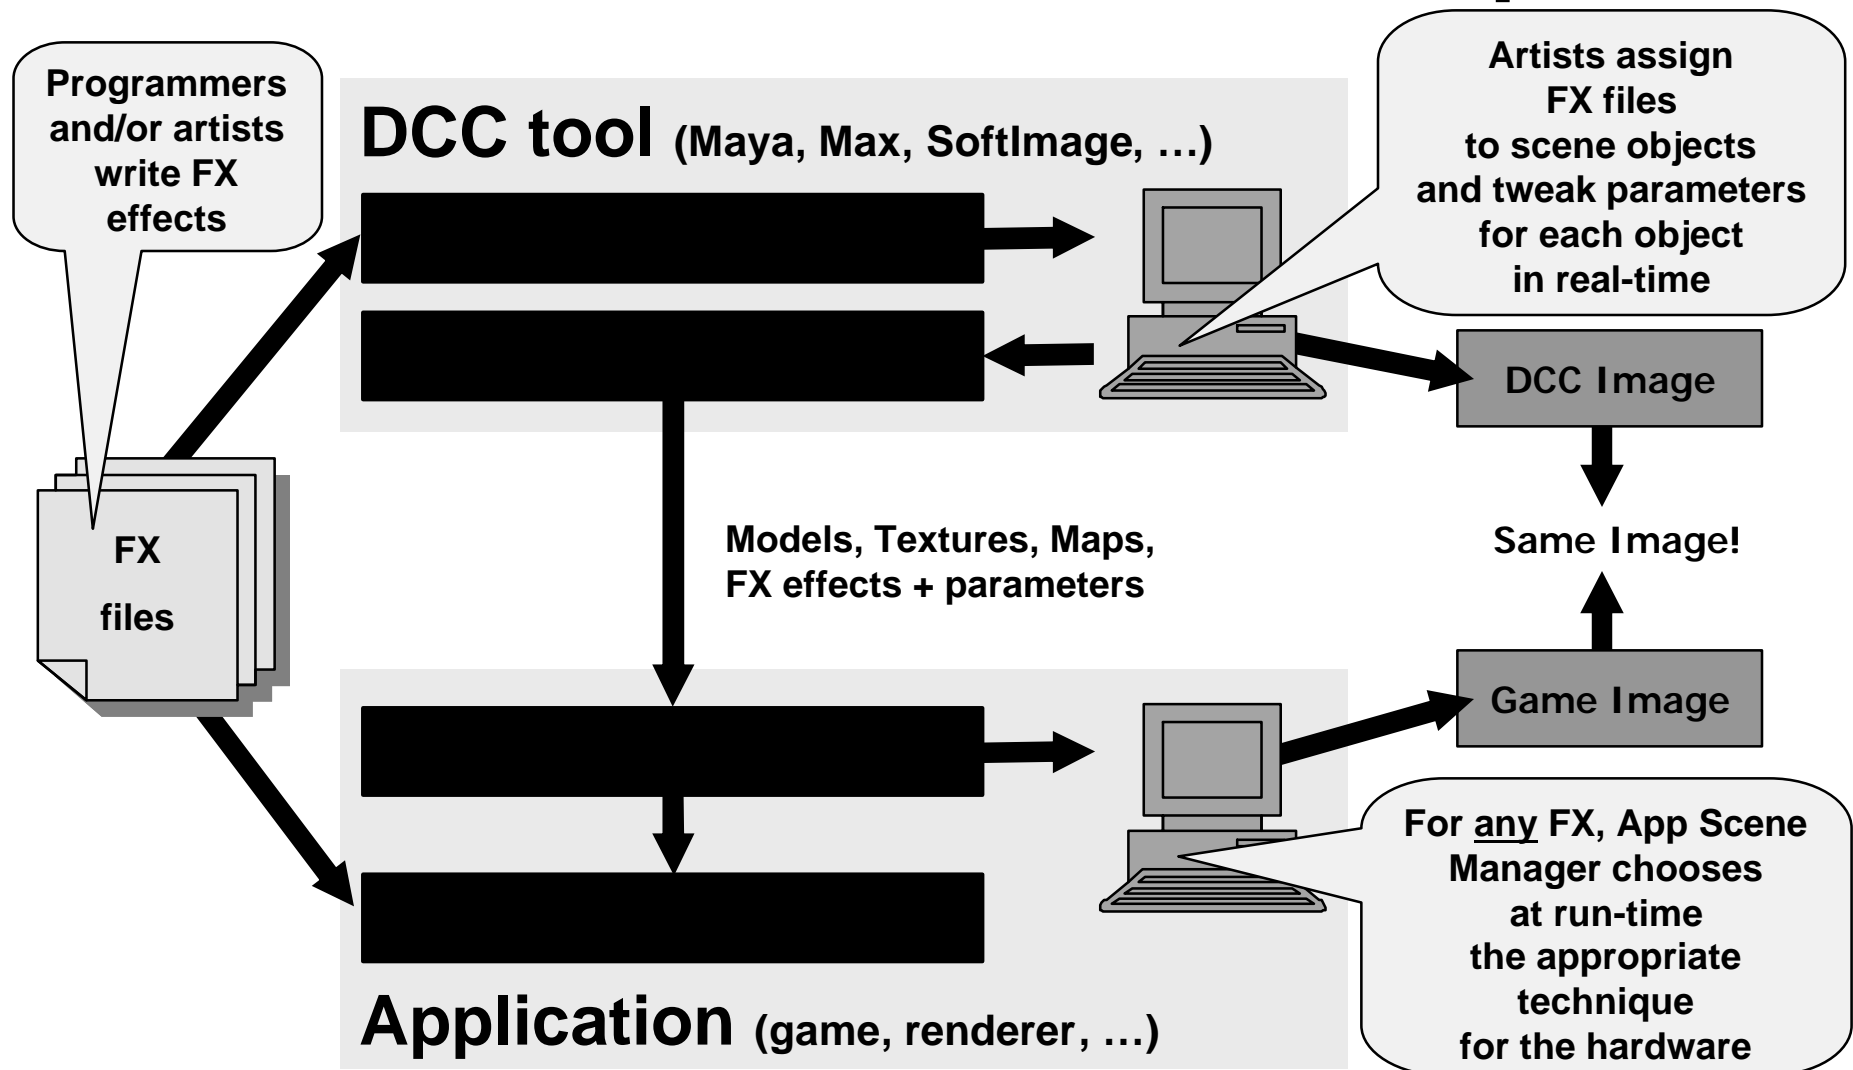 Programmers
and/or artists
write FX
effects
DCC tool (Maya, Max, SoftImage, …)
Artists assign
FX files
to scene objects
and tweak parameters
for each object
in real-time
DCC Image
FX
files
Models, Textures, Maps,
FX effects + parameters
Same Image!
Game Image
For any FX, App Scene
Manager chooses
at run-time
the appropriate
technique
for the hardware
Application (game, renderer, …)